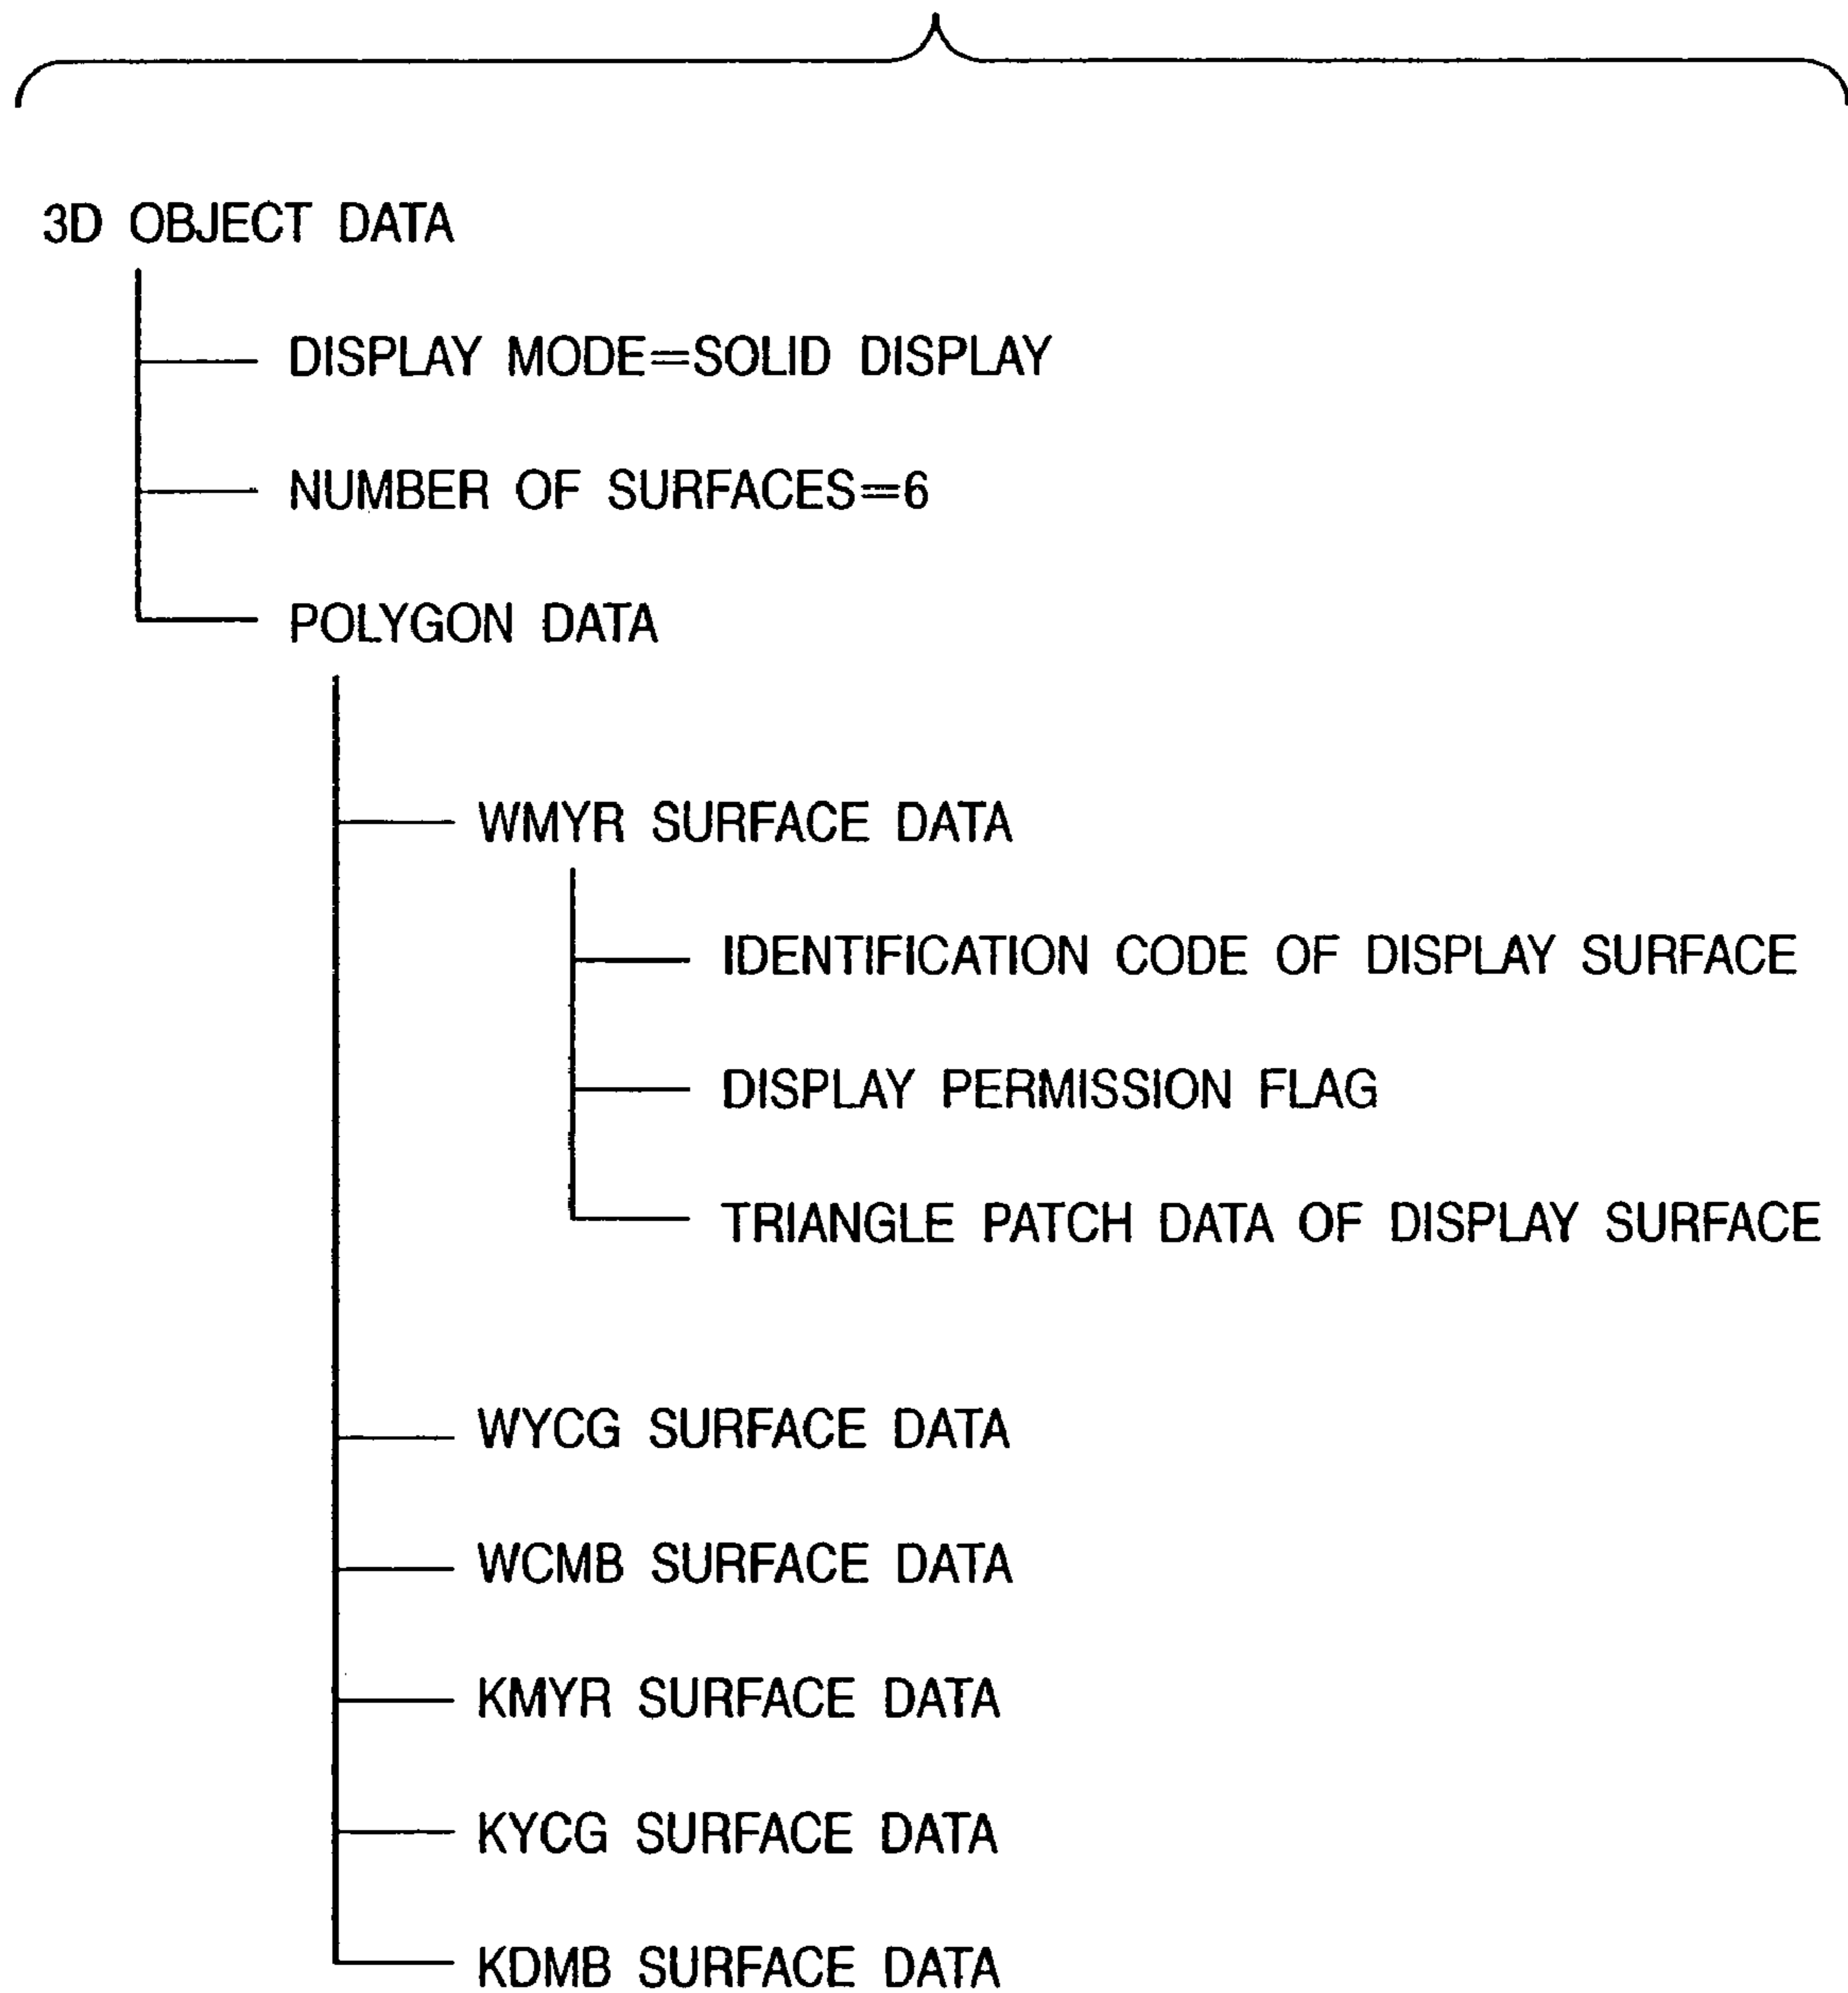 3D OBJECT DATA
DISPLAY MODE=SOLID DISPLAY
NUMBER OF SURFACES=6
POLYGON DATA
WMYR SURFACE DATA
IDENTIFICATION CODE OF DISPLAY SURFACE
DISPLAY PERMISSION FLAG
TRIANGLE PATCH DATA OF DISPLAY SURFACE
WYCG SURFACE DATA
WCMB SURFACE DATA
KMYR SURFACE DATA
KYCG SURFACE DATA
KDMB SURFACE DATA